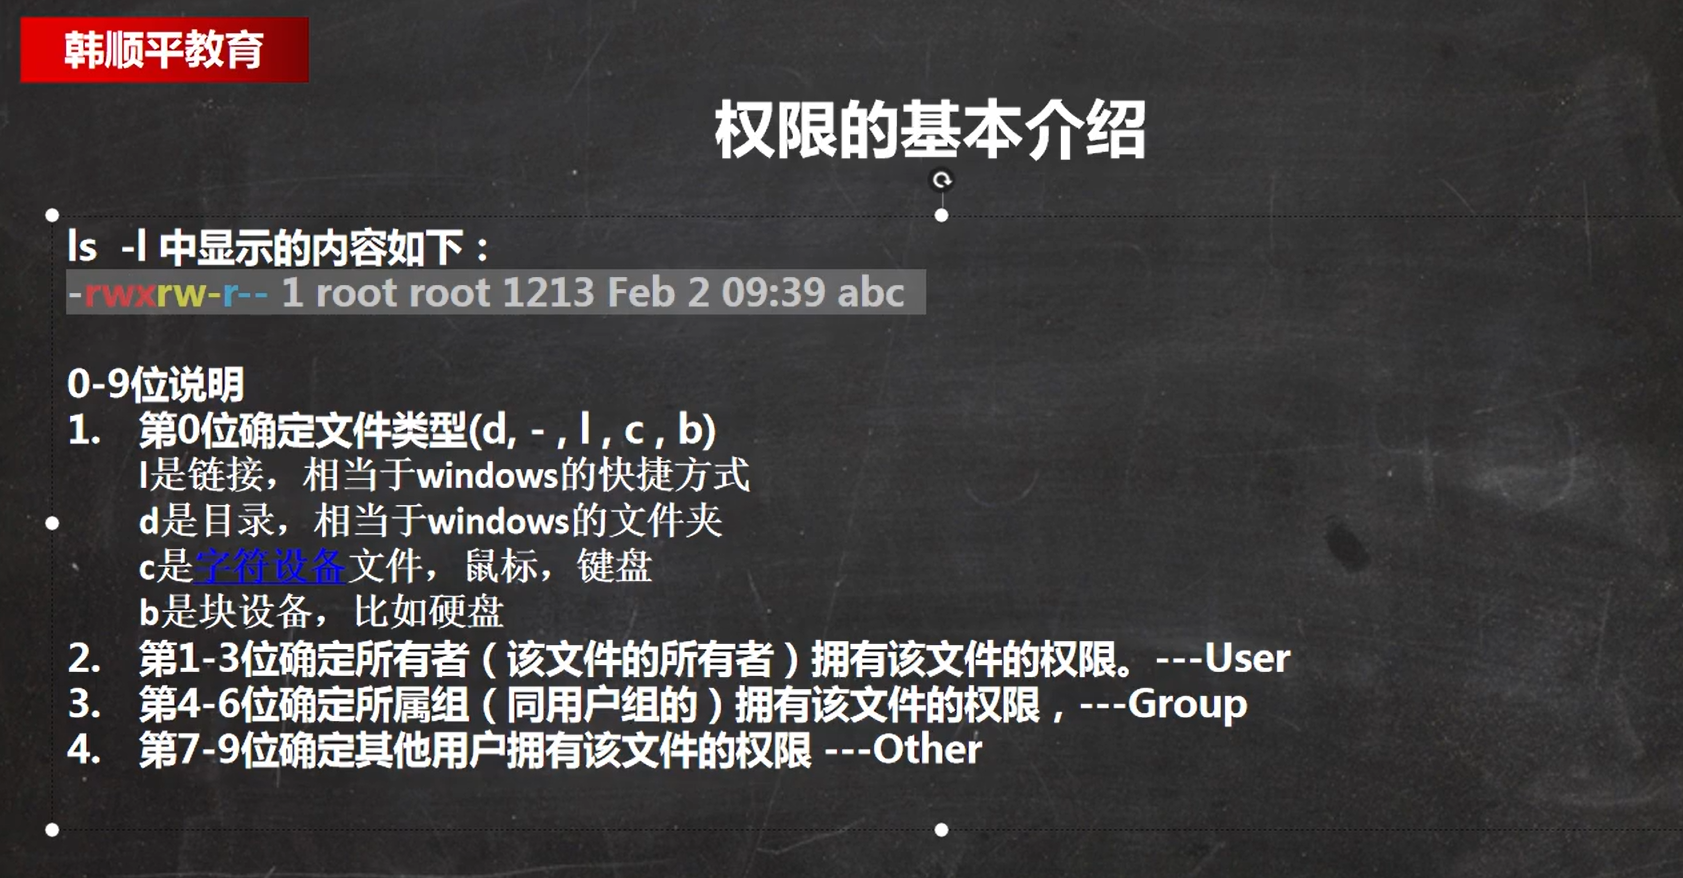 韩顺平教育
权限的基本介绍
ls -l 中显示的内容如下：
-rwxrw-r-- 1 root root 1213 Feb 2 09:39 abc
0-9位说明
1. 第0位确定文件类型(d, - , l , c , b)
l是链接，相当于windows的快捷方式
d是目录，相当于windows的文件夹
c是字符设备文件，鼠标，键盘
b是块设备，比如硬盘
2. 第1-3位确定所有者（该文件的所有者）拥有该文件的权限。---User
3. 第4-6位确定所属组（同用户组的）拥有该文件的权限，---Group
4. 第7-9位确定其他用户拥有该文件的权限 ---Other